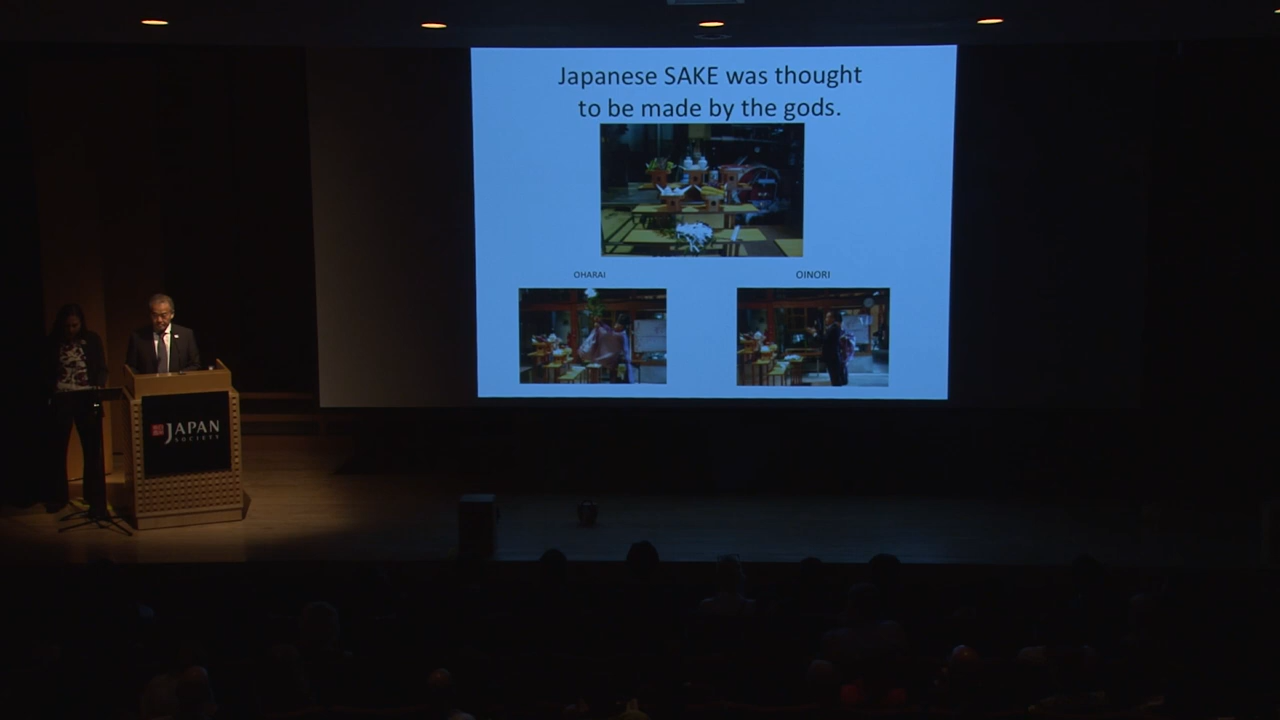 Japanese SAKE was thought
to be made by the gods.
OHARAI
OINORI
JAPAN
SOCIETY